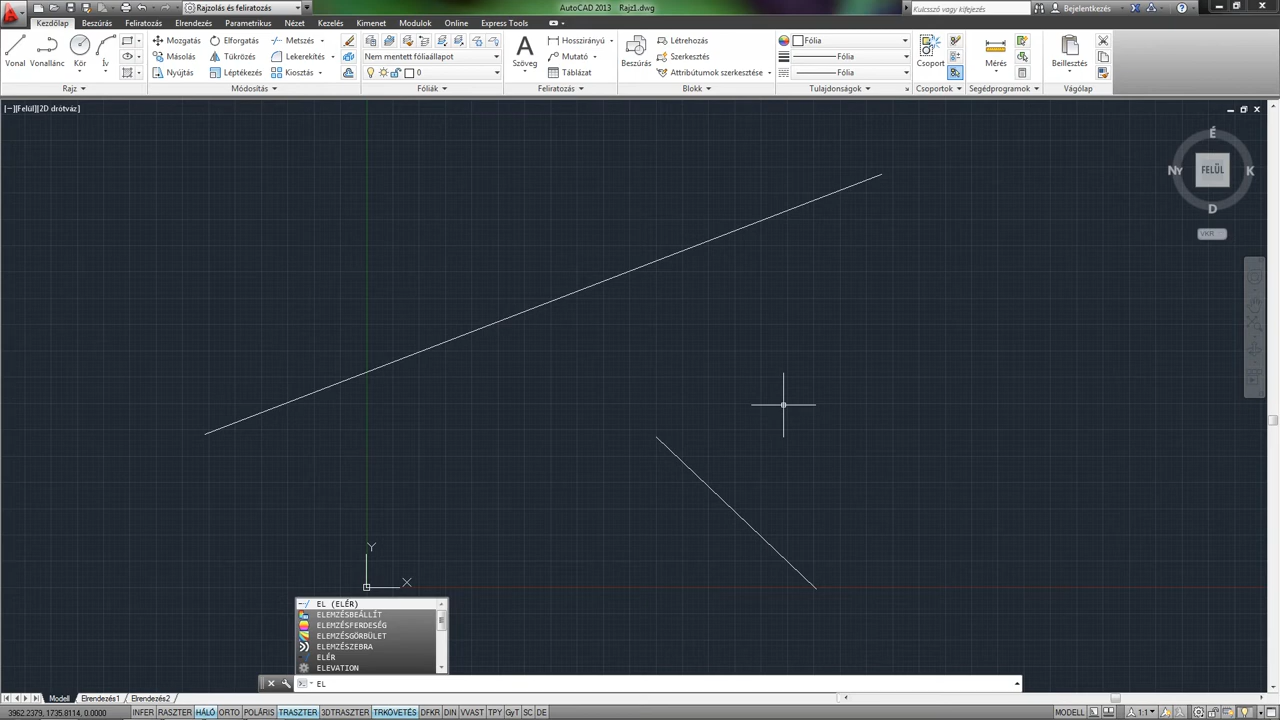 Rajzolás és feliratozás
AutoCAD 2013 Rajz1.dwg
Kulcsszó vagy kifejezés
Bejelentkezés
Kezdőlap Beszúrás Feliratozás Elrendezés Parametrikus Nézet Kezelés Kimenet Modulok Online Express Tools
Vonal
Vonallánc
Kör
Ív
Rajz
Mozgatás Elforgatás Metszés
Másolás Tükrözés Lekerekítés
Nyújtás Léptékezés Kiosztás
Módosítás
Nem mentett fóliaállapot
0
Fóliák
Szöveg
Hosszirányú
Mutató
Táblázat
Feliratozás
Beszúrás
Létrehozás
Szerkesztés
Attribútumok szerkesztése
Blokk
Fólia
Fólia
Fólia
Tulajdonságok
Csoport
Csoportok
Mérés
Segédprogramok
Beillesztés
Vágólap
[−][Felül][2D drótváz]
É
NY FELÜL K
D
VKR
Y
X
EL (ELÉR)
ELEMZÉSBEÁLLÍT
ELEMZÉSFERDESÉG
ELEMZÉSGÖRBÜLET
ELEMZÉSZEBRA
ELÉR
ELEVATION
EL
Modell Elrendezés1 Elrendezés2
3962.2379, 1735.8114, 0.0000
INFER RASZTER HÁLÓ ORTO POLÁRIS TRASZTER 3DTRASZTER TRKÖVETÉS DFKR DIN VVAST TPY GyT SC DE
MODELL
1:1